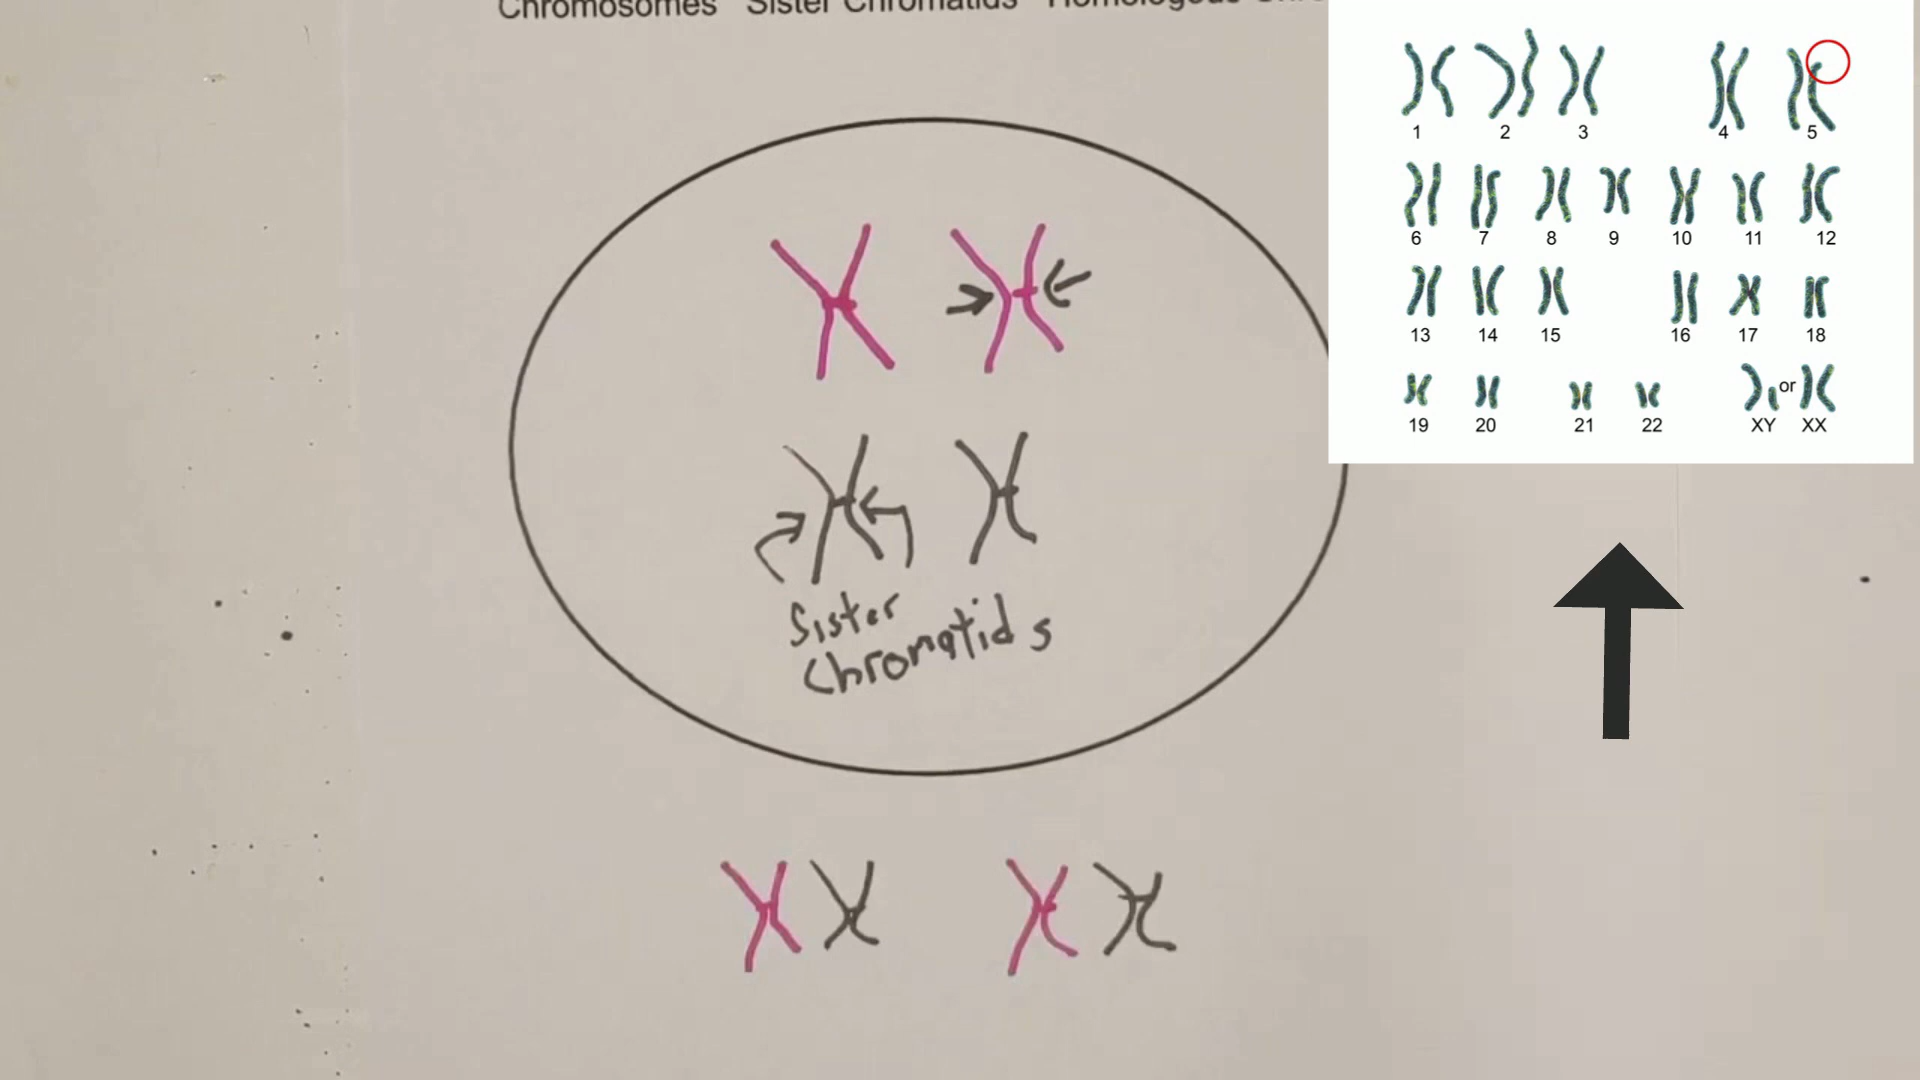 Chromosomes Sister Chromatids Homologous
1 2 3 4 5
6 7 8 9 10 11 12
13 14 15 16 17 18
or
19 20 21 22 XY XX
Sister
Chromatids